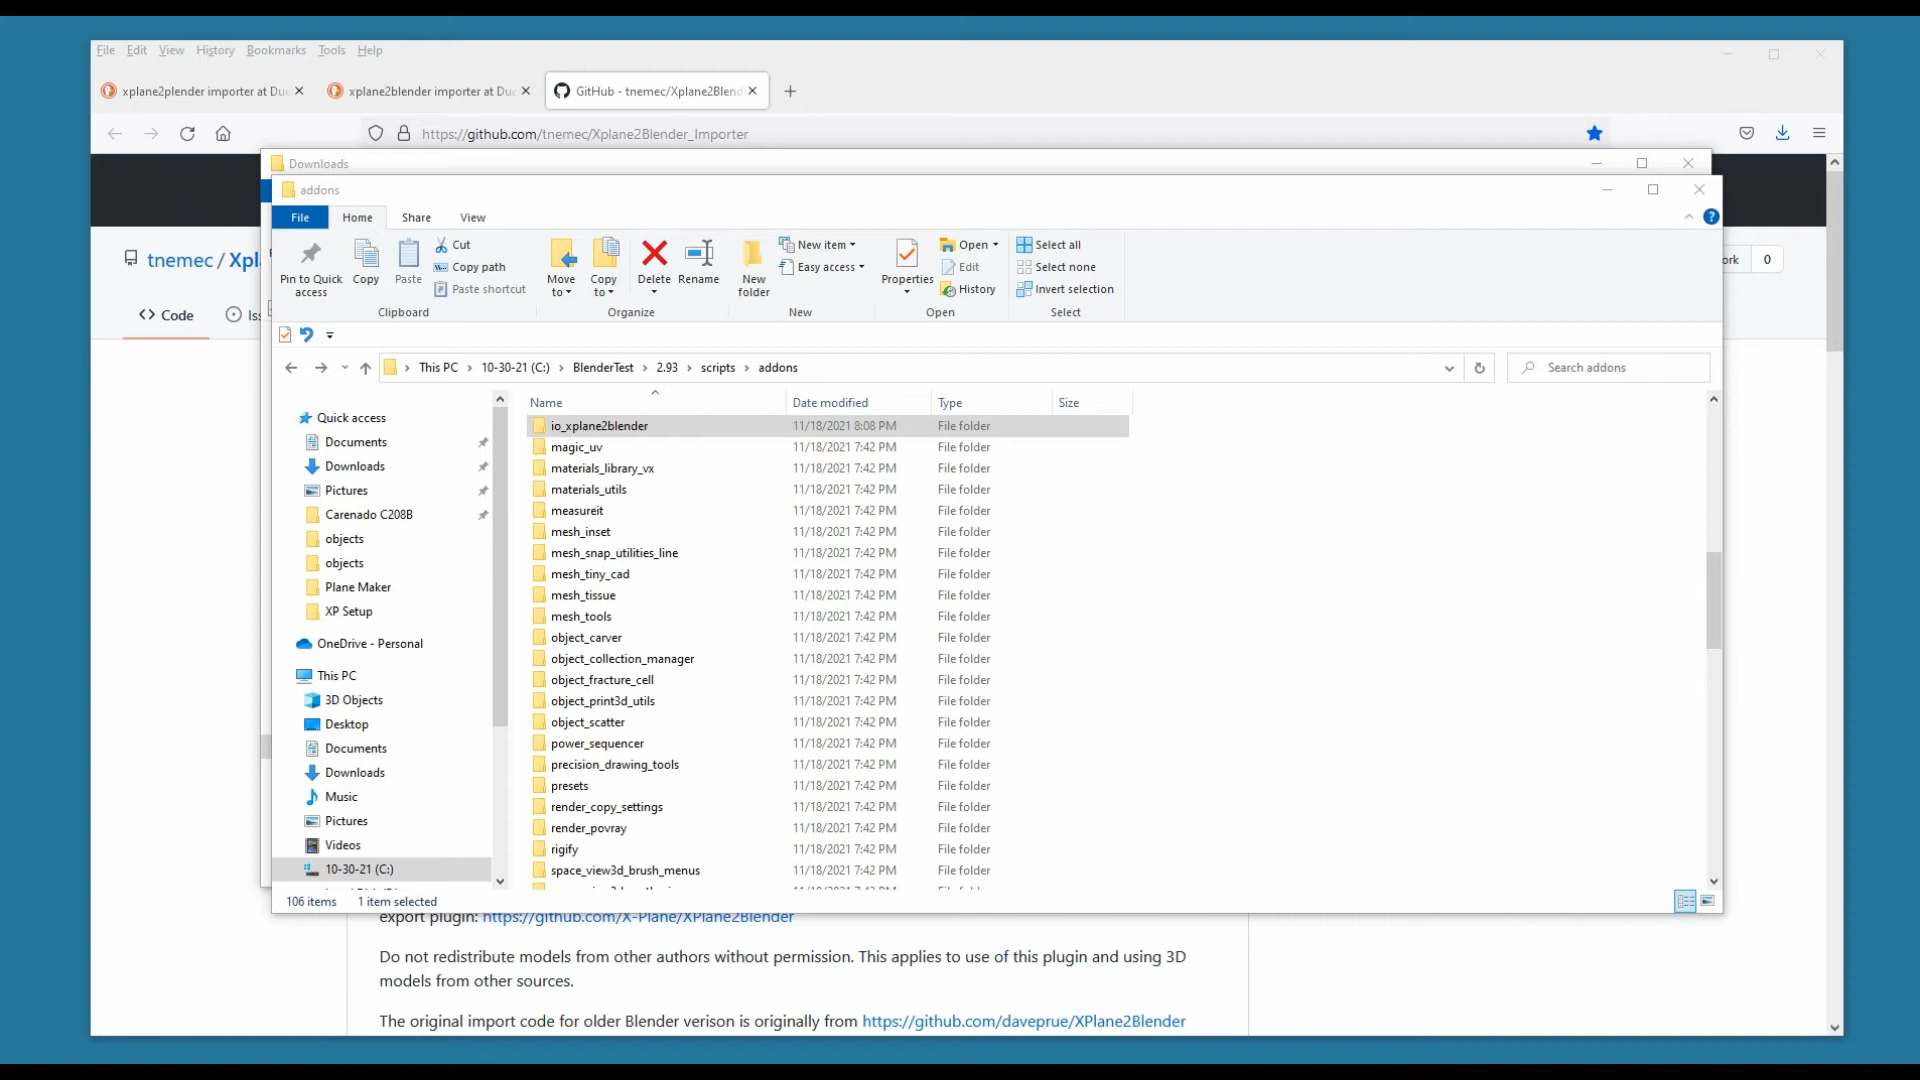 File Edit View History Bookmarks Tools Help
xplane2plender importer at Duc
xplane2blender importer at Duc
GitHub - tnemec/Xplane2Blend
https://github.com/tnemec/Xplane2Blender_Importer
Downloads
addons
File Home Share View
tnemec / Xpl
ork 0
Code
Iss
Pin to Quick access
Copy
Paste
Cut
Copy path
Paste shortcut
Move to
Copy to
Delete
Rename
New folder
New item
Easy access
Properties
Open
Edit
History
Select all
Select none
Invert selection
Clipboard Organize New Open Select
This PC > 10-30-21 (C:) > BlenderTest > 2.93 > scripts > addons
Search addons
Quick access
Documents
Downloads
Pictures
Carenado C208B
objects
objects
Plane Maker
XP Setup
OneDrive - Personal
This PC
3D Objects
Desktop
Documents
Downloads
Music
Pictures
Videos
10-30-21 (C:)
Name Date modified Type Size
io_xplane2blender 11/18/2021 8:08 PM File folder
magic_uv 11/18/2021 7:42 PM File folder
materials_library_vx 11/18/2021 7:42 PM File folder
materials_utils 11/18/2021 7:42 PM File folder
measureit 11/18/2021 7:42 PM File folder
mesh_inset 11/18/2021 7:42 PM File folder
mesh_snap_utilities_line 11/18/2021 7:42 PM File folder
mesh_tiny_cad 11/18/2021 7:42 PM File folder
mesh_tissue 11/18/2021 7:42 PM File folder
mesh_tools 11/18/2021 7:42 PM File folder
object_carver 11/18/2021 7:42 PM File folder
object_collection_manager 11/18/2021 7:42 PM File folder
object_fracture_cell 11/18/2021 7:42 PM File folder
object_print3d_utils 11/18/2021 7:42 PM File folder
object_scatter 11/18/2021 7:42 PM File folder
power_sequencer 11/18/2021 7:42 PM File folder
precision_drawing_tools 11/18/2021 7:42 PM File folder
presets 11/18/2021 7:42 PM File folder
render_copy_settings 11/18/2021 7:42 PM File folder
render_povray 11/18/2021 7:42 PM File folder
rigify 11/18/2021 7:42 PM File folder
space_view3d_brush_menus 11/18/2021 7:42 PM File folder
106 items 1 item selected
export plugin: https://github.com/X-Plane/XPlane2Blender
Do not redistribute models from other authors without permission. This applies to use of this plugin and using 3D
models from other sources.
The original import code for older Blender verison is originally from https://github.com/daveprue/XPlane2Blender